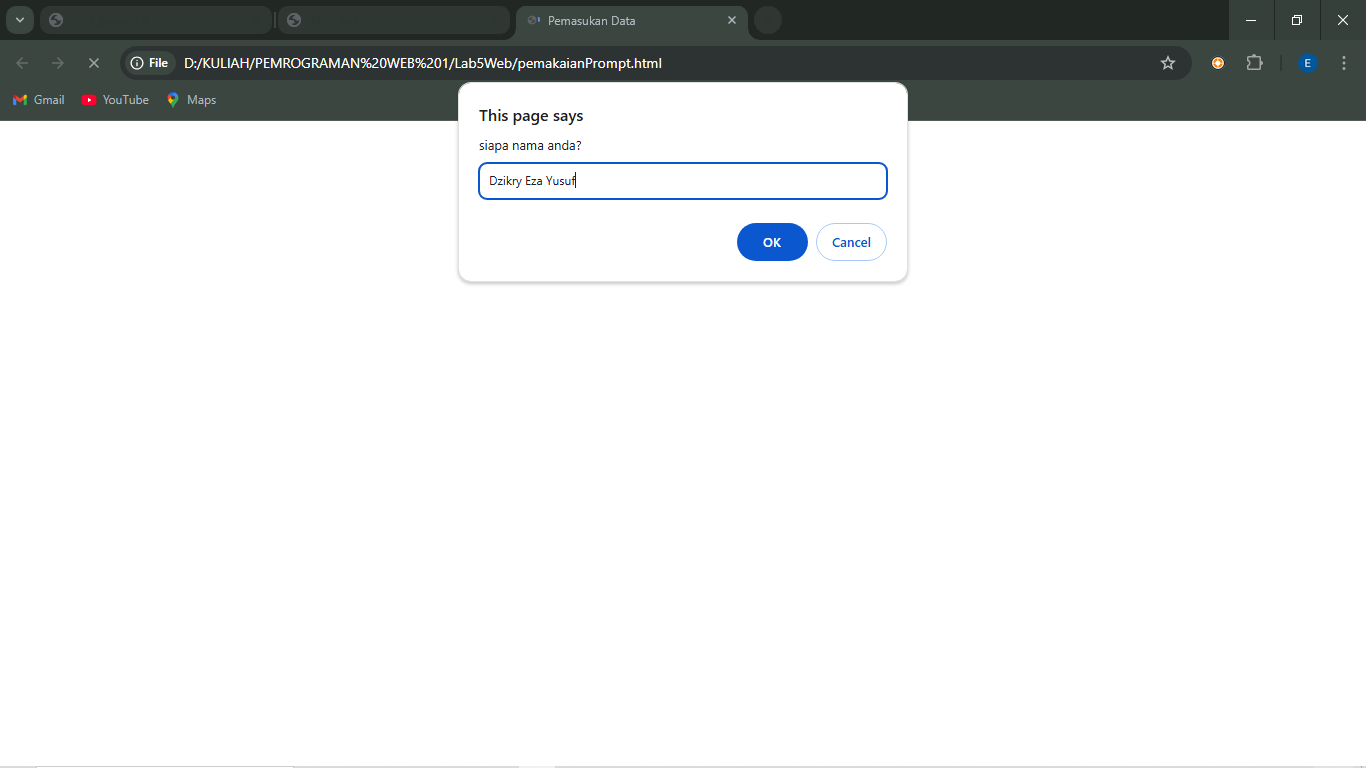 Pemasukan Data
File
D:/KULIAH/PEMROGRAMAN%20WEB%201/Lab5Web/pemakaianPrompt.html
E
Gmail
YouTube
Maps
This page says
siapa nama anda?
Dzikry Eza Yusuf
OK
Cancel